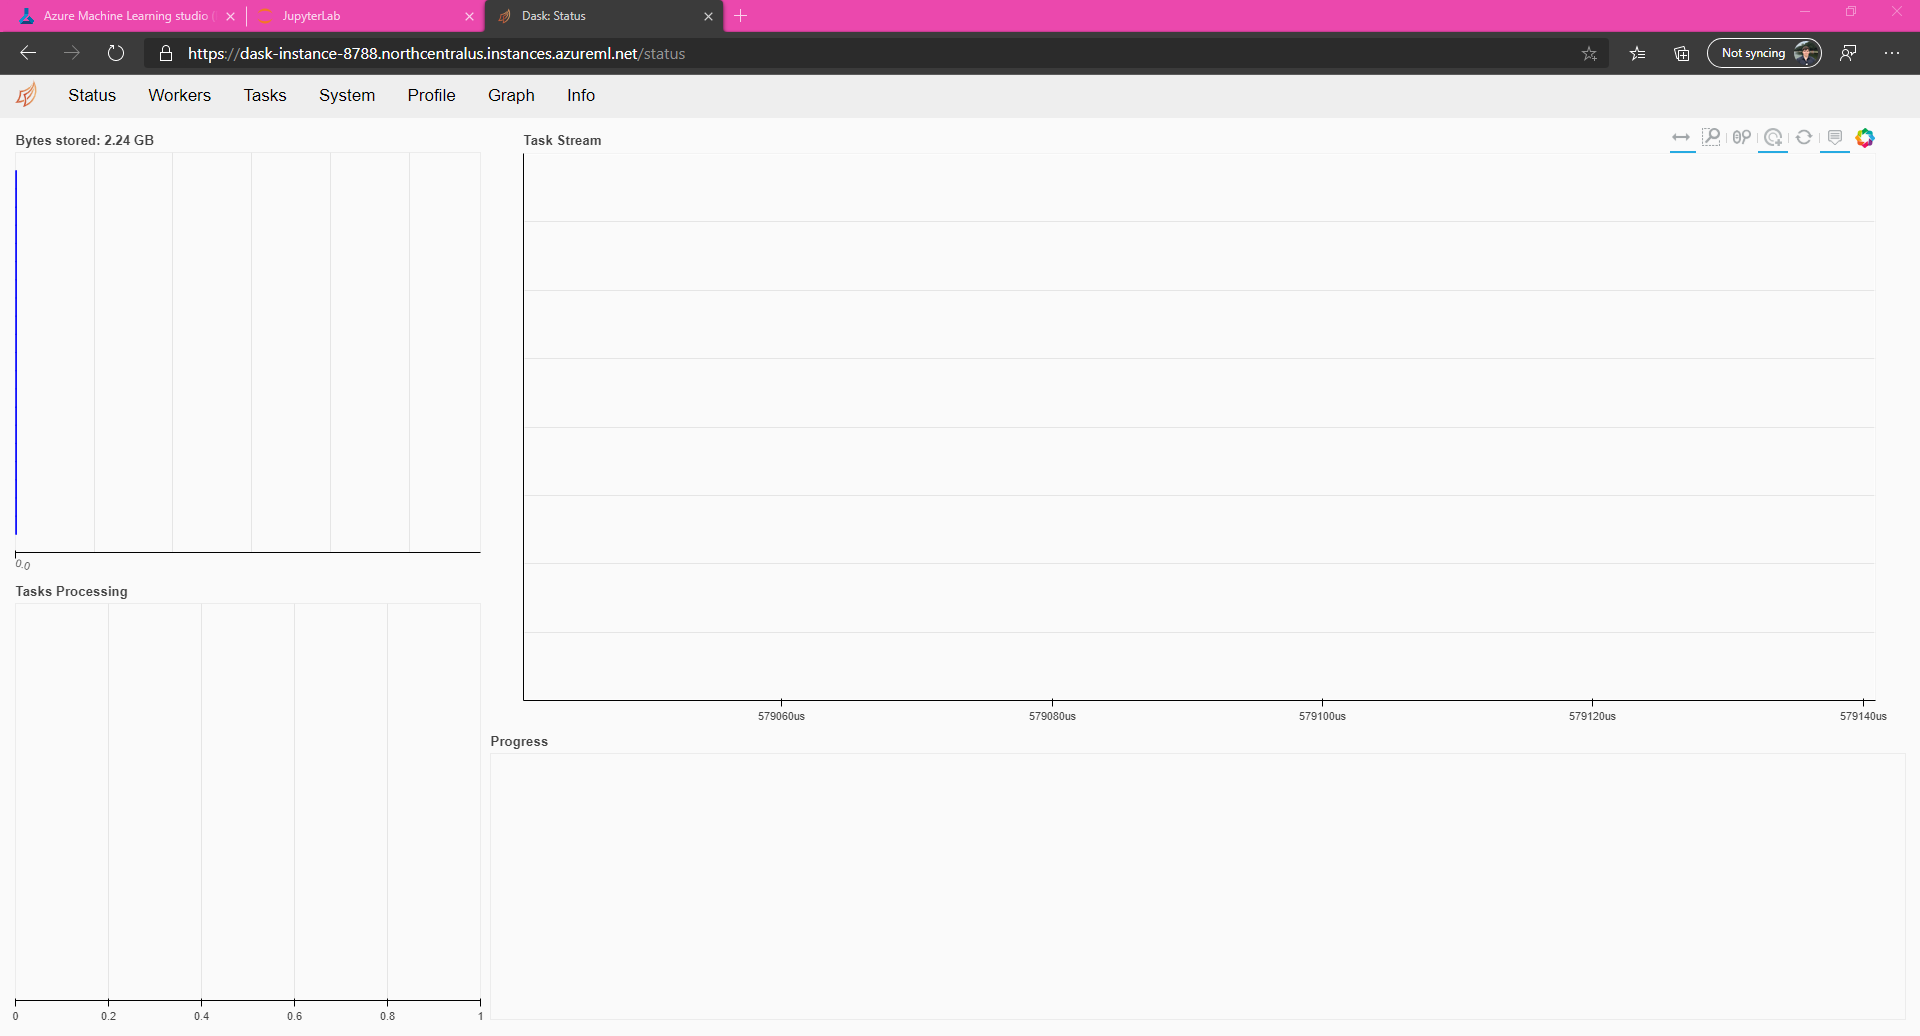 Azure Machine Learning studio (
JupyterLab
Dask: Status
https://dask-instance-8788.northcentralus.instances.azureml.net/status
Not syncing
Status Workers Tasks System Profile Graph Info
Bytes stored: 2.24 GB
0.0
Tasks Processing
0 0.2 0.4 0.6 0.8 1
Task Stream
579060us 579080us 579100us 579120us 579140us
Progress